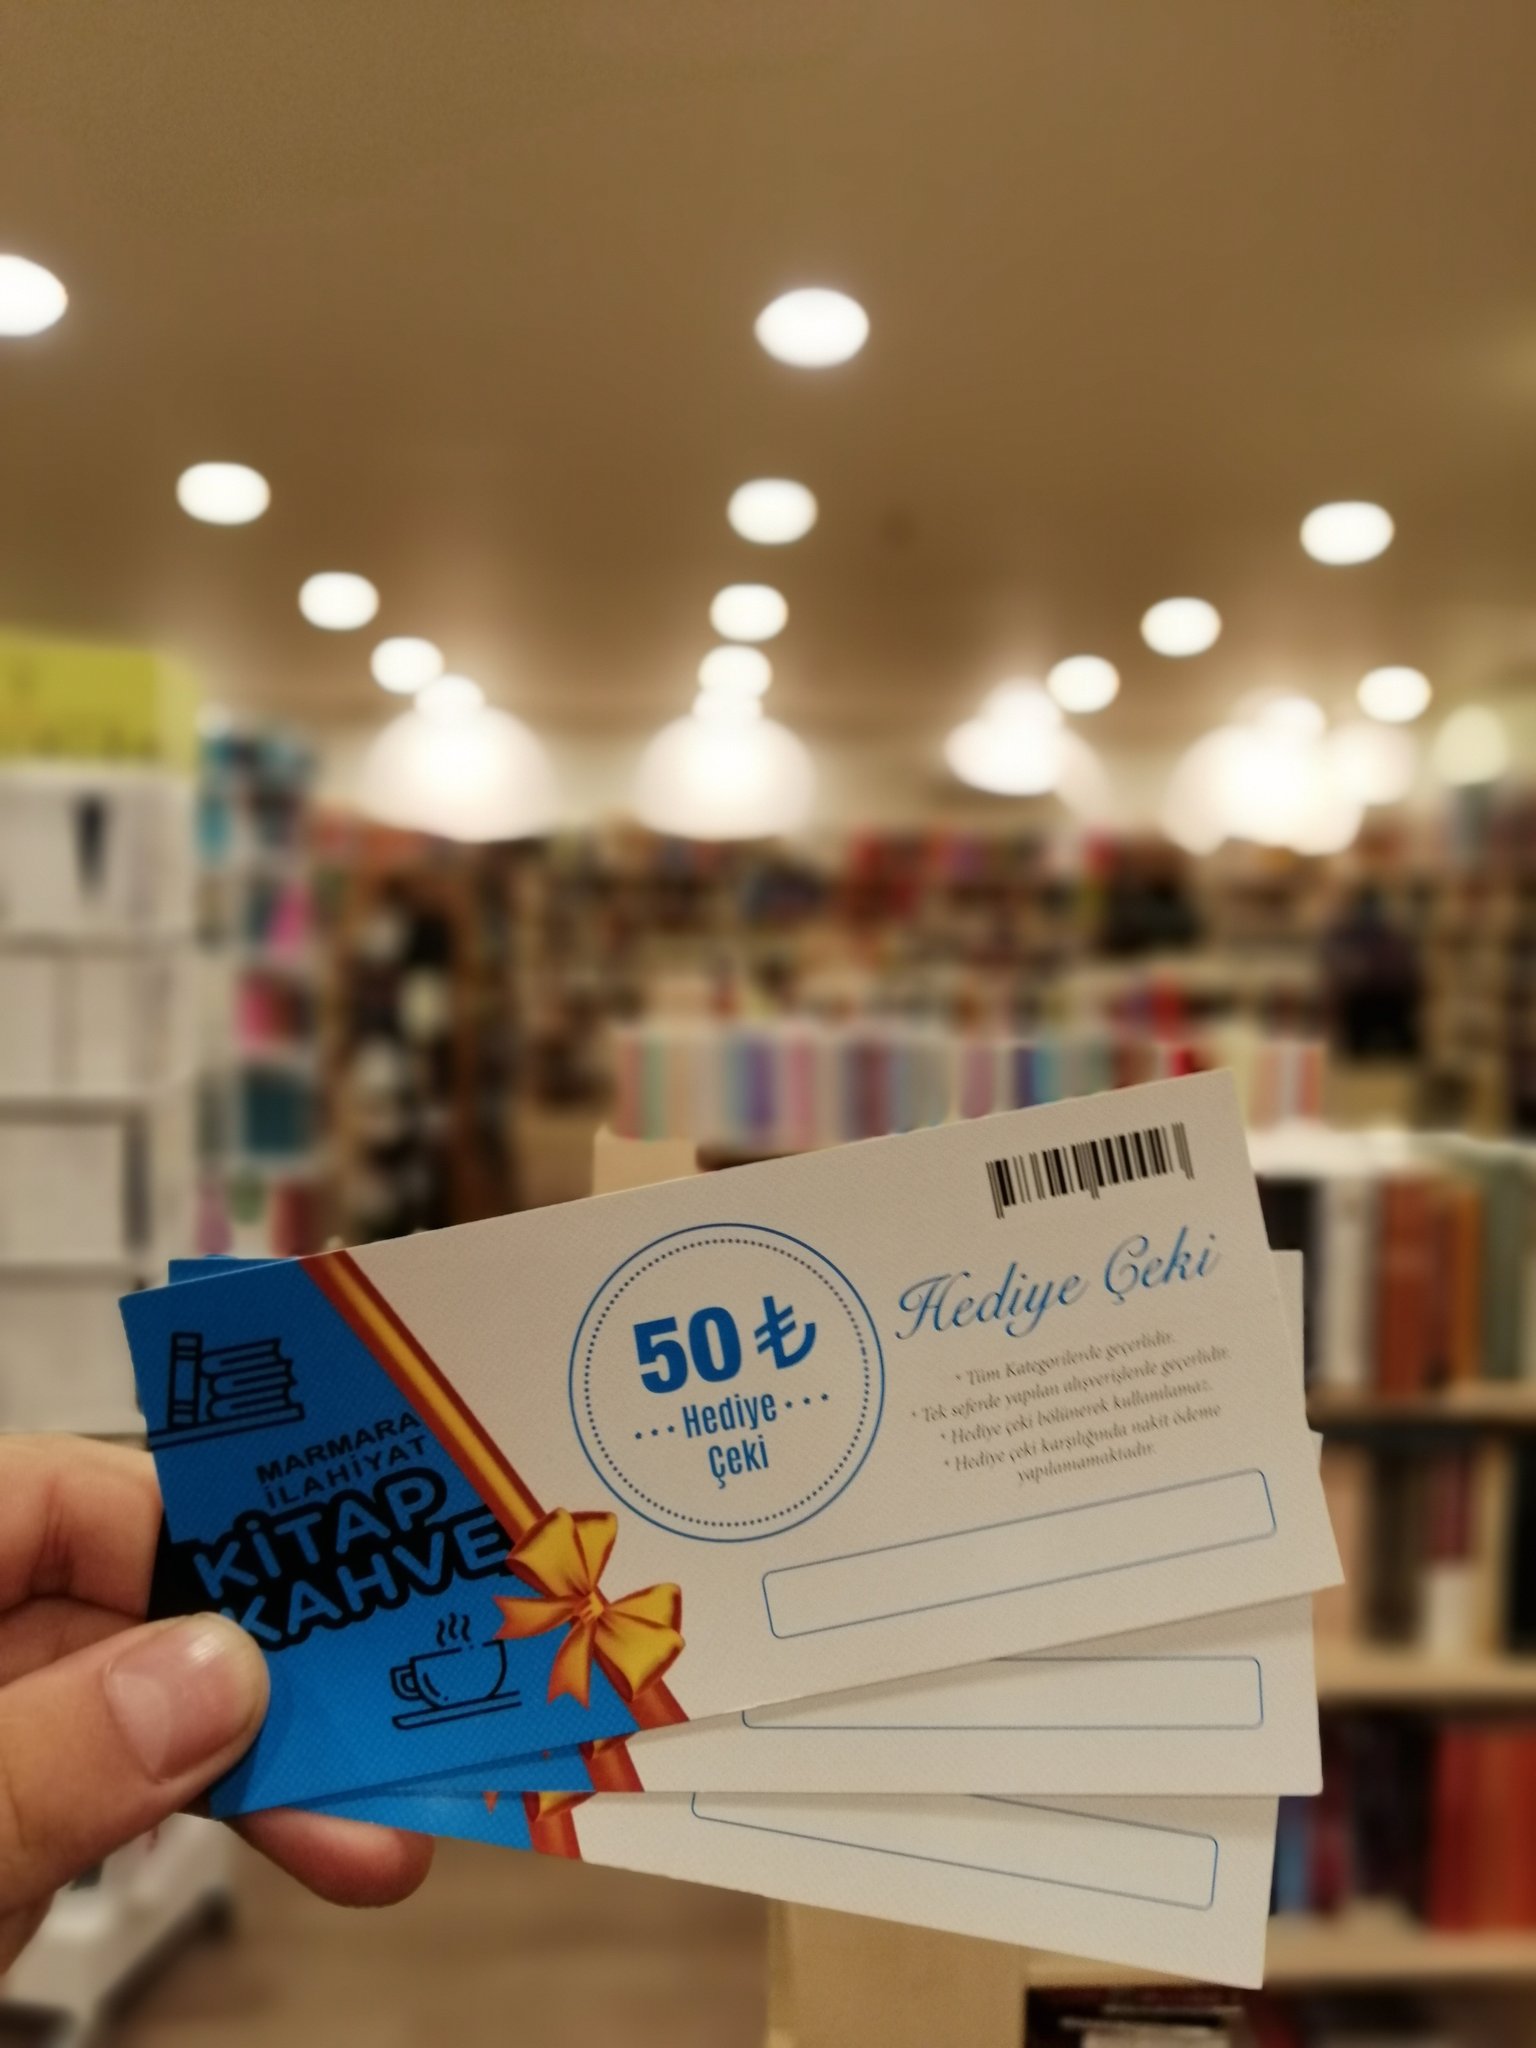 MARMARA
İLAHİYAT
KİTAP
KAHVE
50 ₺
Hediye
Çeki
Hediye Çeki
* Tüm Kategorilerde geçerlidir.
* Tek seferde yapılan alışverişlerde geçerlidir.
* Hediye çeki bölünerek kullanılamaz.
* Hediye çeki karşılığında nakit ödeme
yapılamamaktadır.